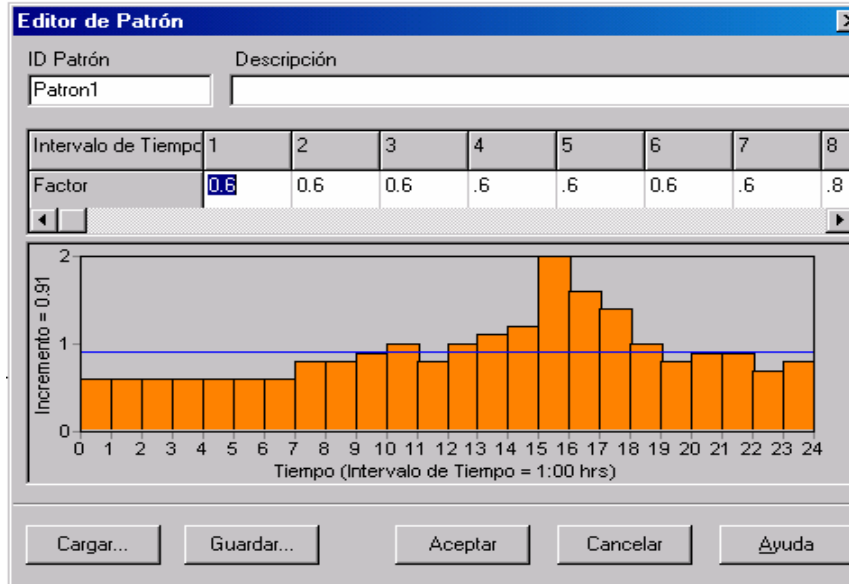 Editor de Patrón
ID Patrón Descripción
Patron1
Intervalo de Tiempo 1 2 3 4 5 6 7 8
Factor 0.6 0.6 0.6 .6 .6 0.6 .6 .8
Incremento = 0.91
2
1
0
0 1 2 3 4 5 6 7 8 9 10 11 12 13 14 15 16 17 18 19 20 21 22 23 24
Tiempo (Intervalo de Tiempo = 1:00 hrs)
Cargar... Guardar... Aceptar Cancelar Ayuda